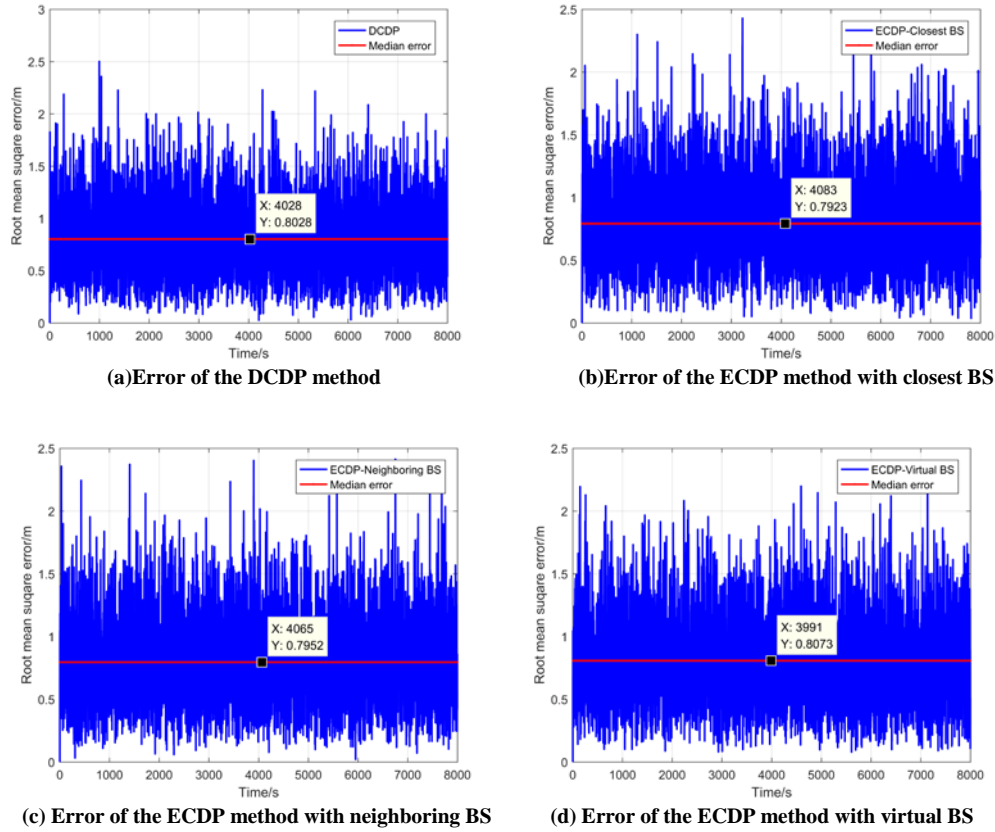 3
2.5
2
1.5
1
0.5
0
Root mean suqare error/m
DCDP
Median error
X: 4028
Y: 0.8028
0 1000 2000 3000 4000 5000 6000 7000 8000
Time/s
(a)Error of the DCDP method
2.5
2
1.5
1
0.5
0
Root mean suqare error/m
ECDP-Closest BS
Median error
X: 4083
Y: 0.7923
0 1000 2000 3000 4000 5000 6000 7000 8000
Time/s
(b)Error of the ECDP method with closest BS
2.5
2
1.5
1
0.5
0
Root mean suqare error/m
ECDP-Neighboring BS
Median error
X: 4065
Y: 0.7952
0 1000 2000 3000 4000 5000 6000 7000 8000
Time/s
(c) Error of the ECDP method with neighboring BS
2.5
2
1.5
1
0.5
0
Root mean suqare error/m
ECDP-Virtual BS
Median error
X: 3991
Y: 0.8073
0 1000 2000 3000 4000 5000 6000 7000 8000
Time/s
(d) Error of the ECDP method with virtual BS